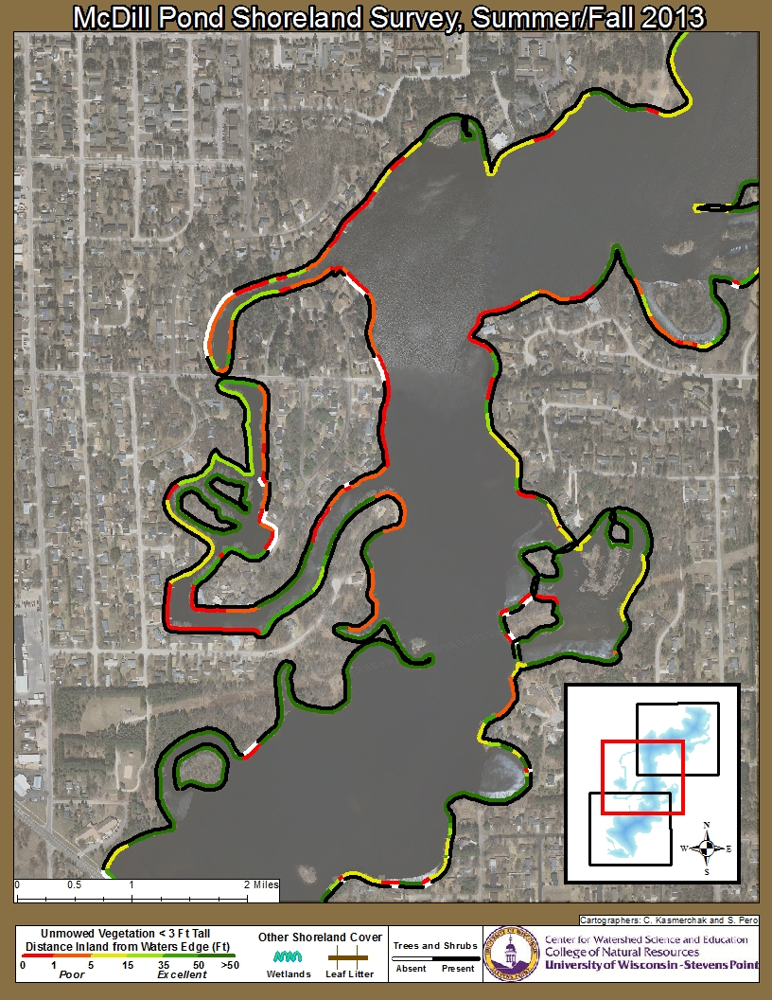 McDill Pond Shoreland Survey, Summer/Fall 2013
N
W E
S
0 0.5 1 2 Miles
Cartographers: C. Kasmerchak and S. Pero
Unmowed Vegetation < 3 Ft Tall
Distance Inland from Waters Edge (Ft)
0 1 5 15 35 50 >50
Poor Excellent
Other Shoreland Cover
Wetlands Leaf Litter
Trees and Shrubs
Absent Present
Center for Watershed Science and Education
College of Natural Resources
University of Wisconsin-Stevens Point